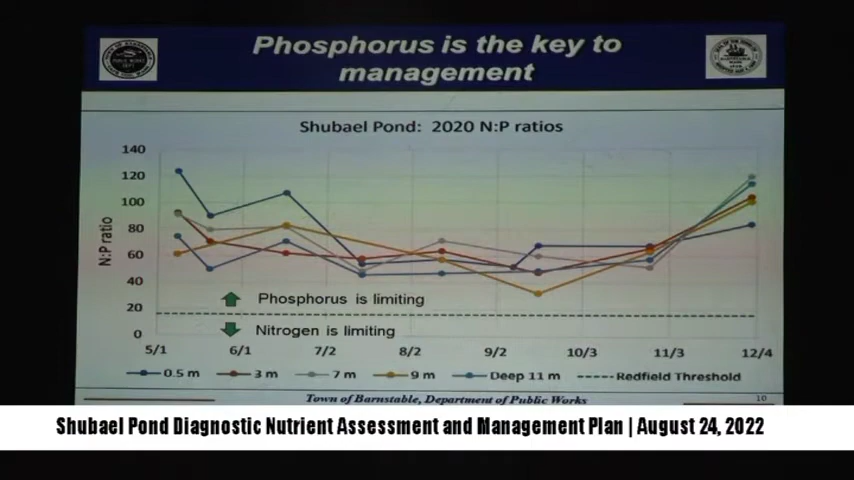 Phosphorus is the key to
management
Shubael Pond: 2020 N:P ratios
140
120
100
80
60
40
20
0
N:P ratio
Phosphorus is limiting
Nitrogen is limiting
5/1 6/1 7/2 8/2 9/2 10/3 11/3 12/4
0.5 m 3 m 7 m 9 m Deep 11 m Redfield Threshold
Town of Barnstable, Department of Public Works
10
Shubael Pond Diagnostic Nutrient Assessment and Management Plan | August 24, 2022